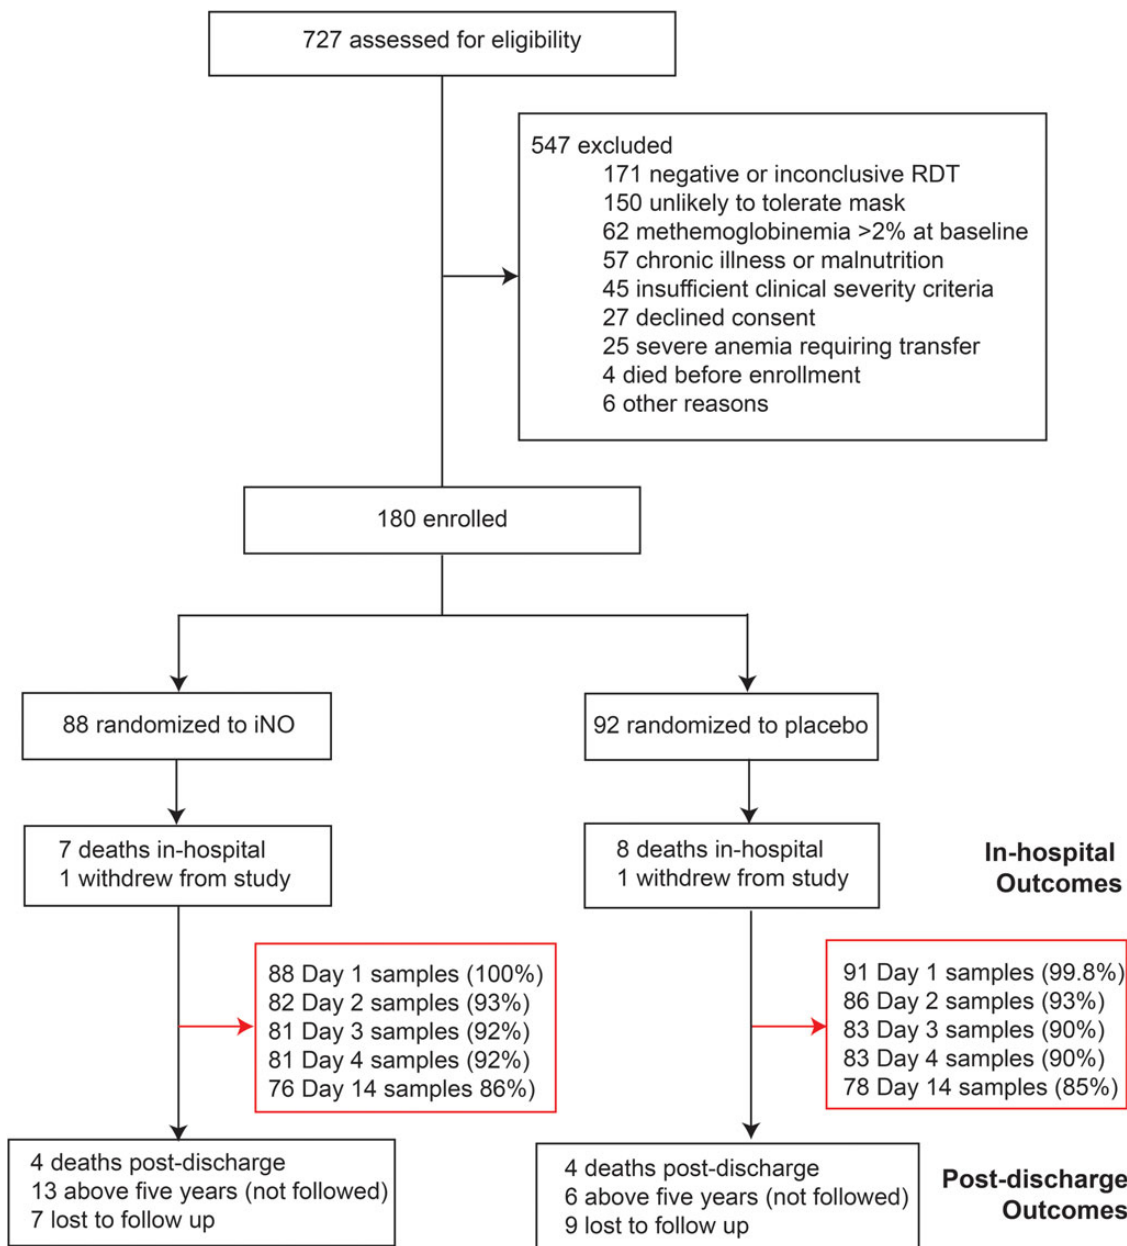 727 assessed for eligibility
547 excluded
171 negative or inconclusive RDT
150 unlikely to tolerate mask
62 methemoglobinemia >2% at baseline
57 chronic illness or malnutrition
45 insufficient clinical severity criteria
27 declined consent
25 severe anemia requiring transfer
4 died before enrollment
6 other reasons
180 enrolled
88 randomized to iNO
92 randomized to placebo
7 deaths in-hospital
1 withdrew from study
8 deaths in-hospital
1 withdrew from study
In-hospital
Outcomes
88 Day 1 samples (100%)
82 Day 2 samples (93%)
81 Day 3 samples (92%)
81 Day 4 samples (92%)
76 Day 14 samples 86%)
91 Day 1 samples (99.8%)
86 Day 2 samples (93%)
83 Day 3 samples (90%)
83 Day 4 samples (90%)
78 Day 14 samples (85%)
4 deaths post-discharge
13 above five years (not followed)
7 lost to follow up
4 deaths post-discharge
6 above five years (not followed)
9 lost to follow up
Post-discharge
Outcomes